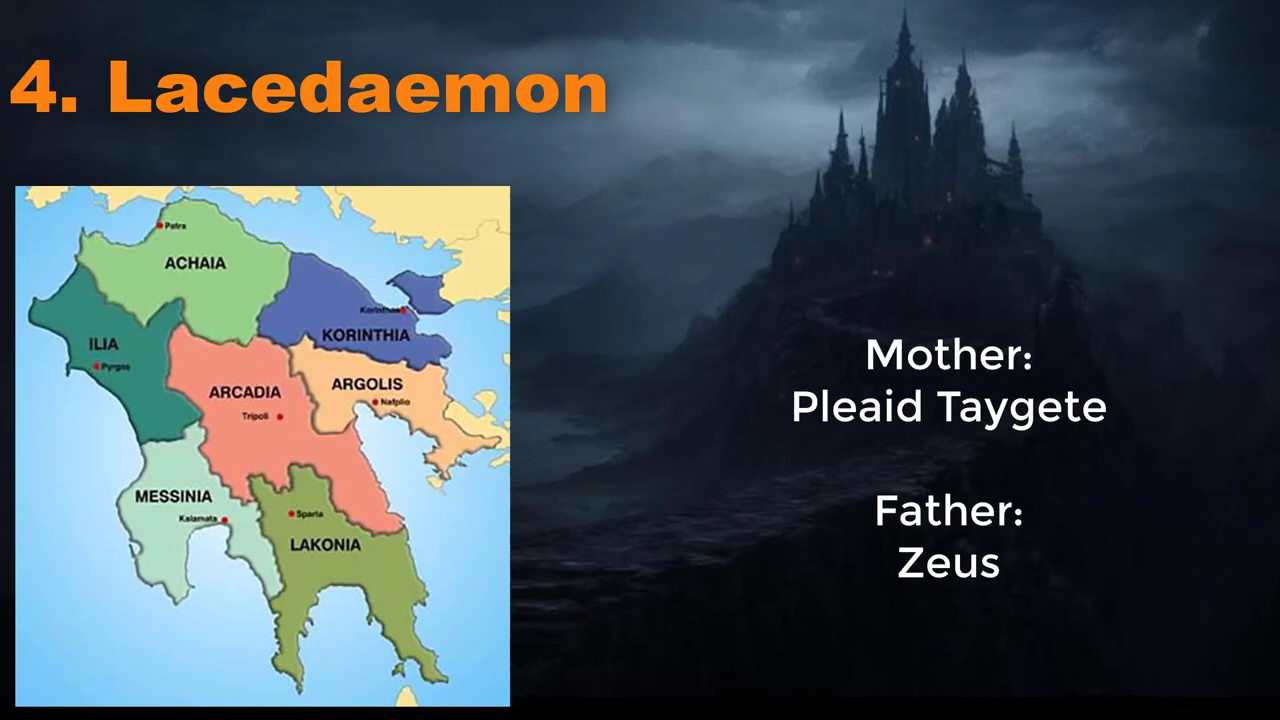 4. Lacedaemon
Patra
ACHAIA
Korinthos
KORINTHIA
ILIA
Pyrgos
ARGOLIS
ARCADIA
Nafplio
Tripoli
MESSINIA
Kalamata
Sparta
LAKONIA
Mother:
Pleaid Taygete
Father:
Zeus